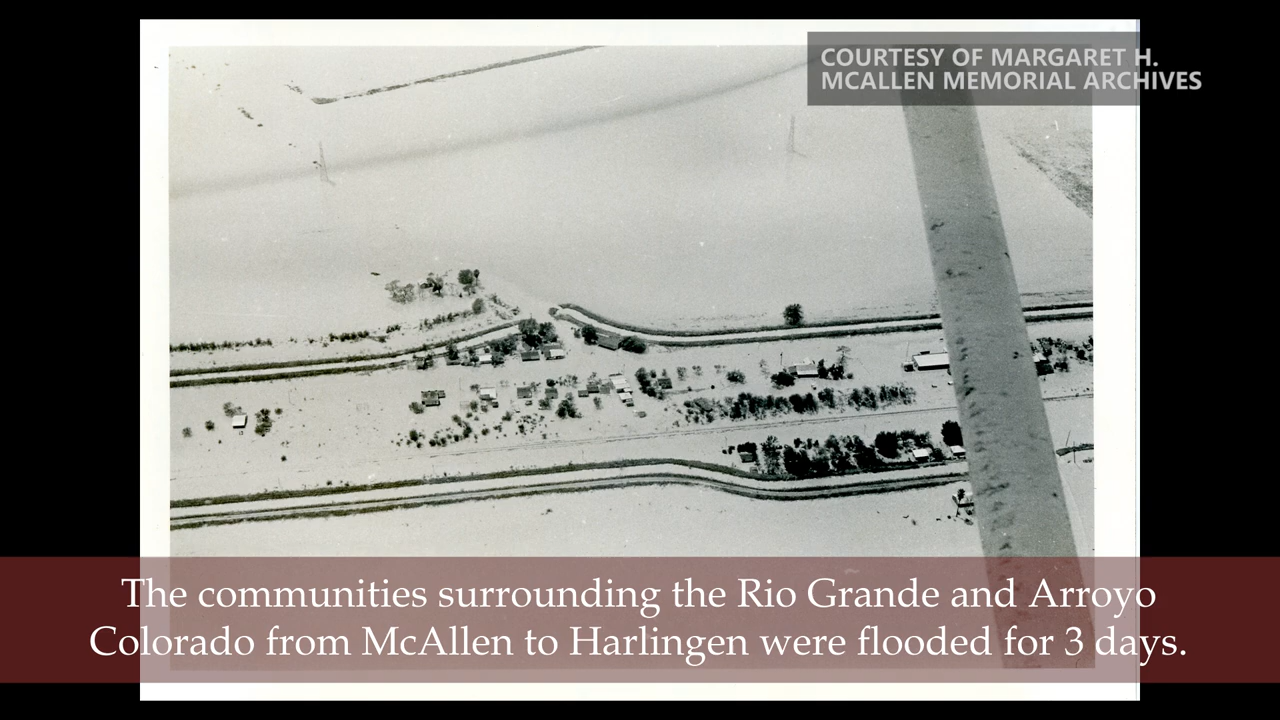 COURTESY OF MARGARET H.
MCALLEN MEMORIAL ARCHIVES
The communities surrounding the Rio Grande and Arroyo
Colorado from McAllen to Harlingen were flooded for 3 days.